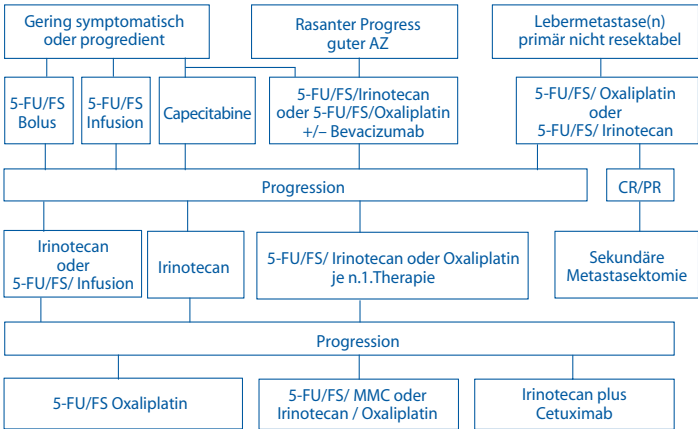 Gering symptomatisch
oder progredient
Rasanter Progress
guter AZ
Lebermetastase(n)
primär nicht resektabel
5-FU/FS
Bolus
5-FU/FS
Infusion
Capecitabine
5-FU/FS/Irinotecan
oder 5-FU/FS/Oxaliplatin
+/– Bevacizumab
5-FU/FS/ Oxaliplatin
oder
5-FU/FS/ Irinotecan
Progression
CR/PR
Irinotecan
oder
5-FU/FS/ Infusion
Irinotecan
5-FU/FS/ Irinotecan oder Oxaliplatin
je n.1.Therapie
Sekundäre
Metastasektomie
Progression
5-FU/FS Oxaliplatin
5-FU/FS/ MMC oder
Irinotecan / Oxaliplatin
Irinotecan plus
Cetuximab